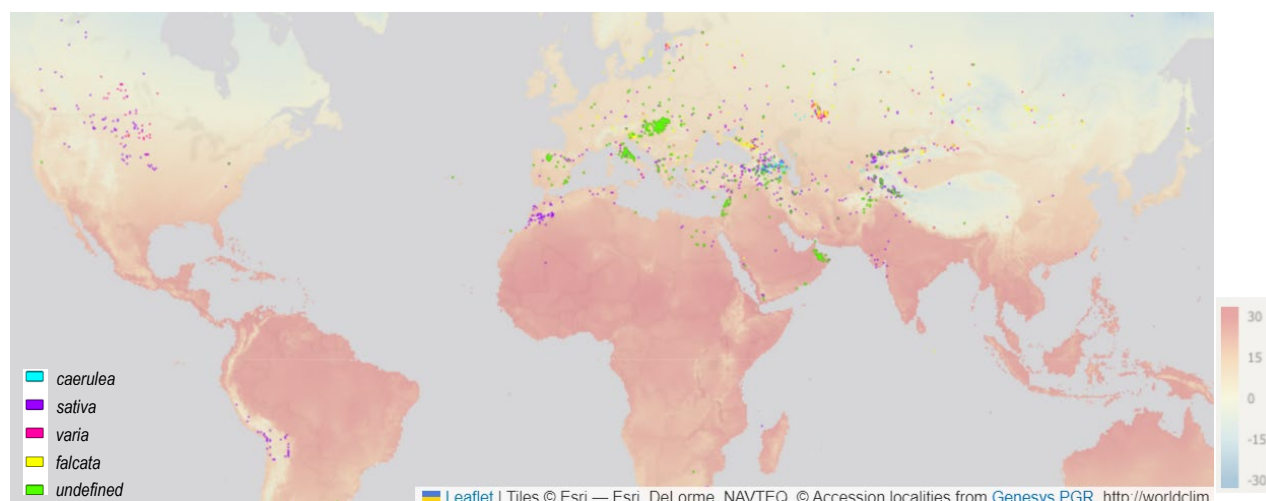 caerulea
sativa
varia
falcata
undefined
30
15
0
-15
-30
Leaflet | Tiles © Esri — Esri, DeLorme, NAVTEQ, © Accession localities from Genesys PGR, http://worldclim